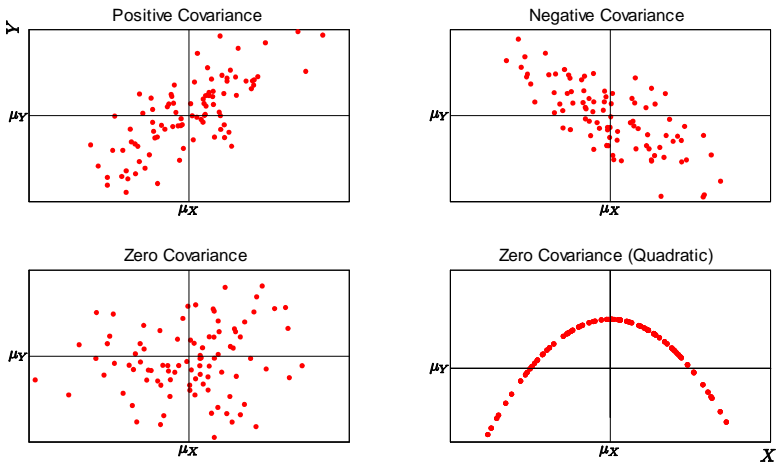 Positive Covariance
Negative Covariance
Y
μY
μX
μY
μX
Zero Covariance
Zero Covariance (Quadratic)
μY
μX
μY
μX
X